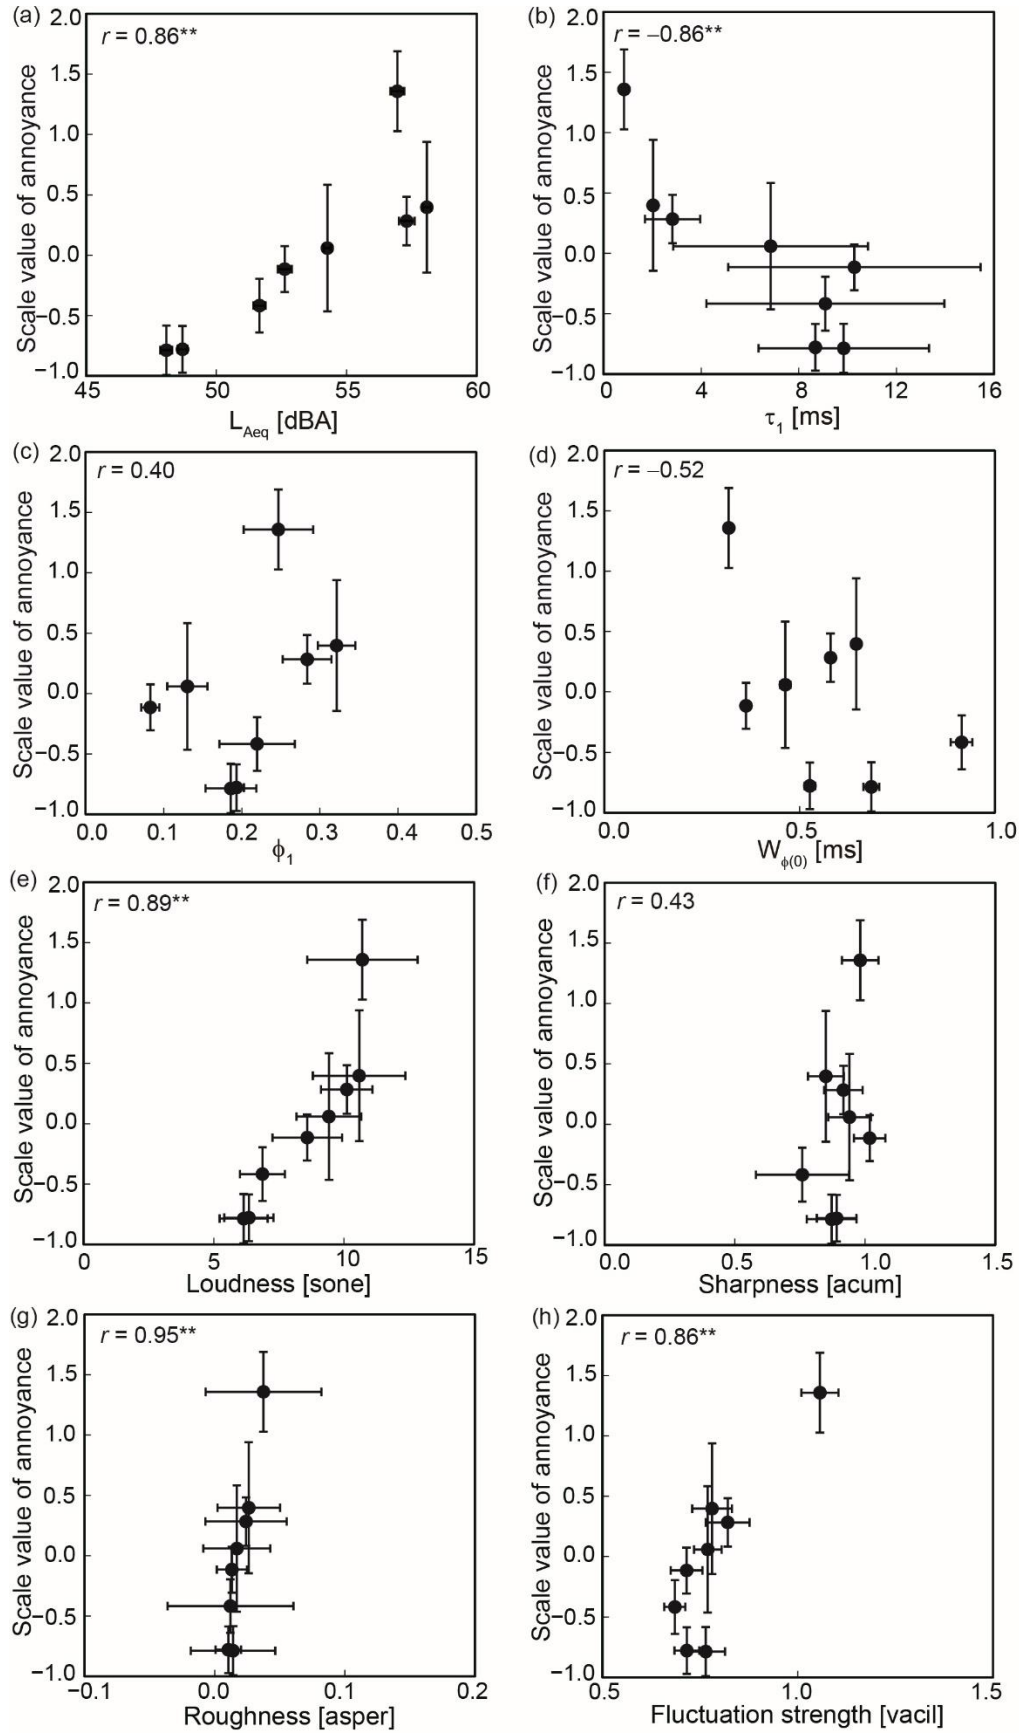 (a)
r = 0.86**
Scale value of annoyance
2.0
1.5
1.0
0.5
0.0
−0.5
−1.0
45
50
55
60
L_Aeq [dBA]
(b)
r = −0.86**
Scale value of annoyance
2.0
1.5
1.0
0.5
0.0
−0.5
−1.0
0
4
8
12
16
τ₁ [ms]
(c)
r = 0.40
Scale value of annoyance
2.0
1.5
1.0
0.5
0.0
−0.5
−1.0
0.0
0.1
0.2
0.3
0.4
0.5
ϕ₁
(d)
r = −0.52
Scale value of annoyance
2.0
1.5
1.0
0.5
0.0
−0.5
−1.0
0.0
0.5
1.0
W_ϕ(0) [ms]
(e)
r = 0.89**
Scale value of annoyance
2.0
1.5
1.0
0.5
0.0
−0.5
−1.0
0
5
10
15
Loudness [sone]
(f)
r = 0.43
Scale value of annoyance
2.0
1.5
1.0
0.5
0.0
−0.5
−1.0
0.0
0.5
1.0
1.5
Sharpness [acum]
(g)
r = 0.95**
Scale value of annoyance
2.0
1.5
1.0
0.5
0.0
−0.5
−1.0
−0.1
0.0
0.1
0.2
Roughness [asper]
(h)
r = 0.86**
Scale value of annoyance
2.0
1.5
1.0
0.5
0.0
−0.5
−1.0
0.5
1.0
1.5
Fluctuation strength [vacil]